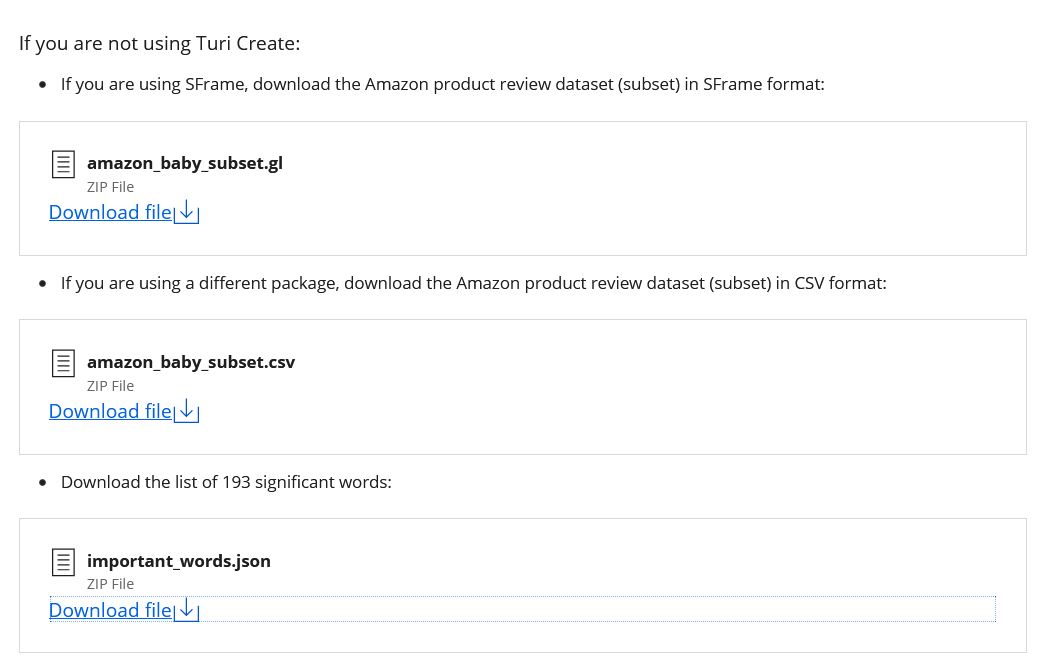 If you are not using Turi Create:
If you are using SFrame, download the Amazon product review dataset (subset) in SFrame format:
amazon_baby_subset.gl
ZIP File
Download file
If you are using a different package, download the Amazon product review dataset (subset) in CSV format:
amazon_baby_subset.csv
ZIP File
Download file
Download the list of 193 significant words:
important_words.json
ZIP File
Download file